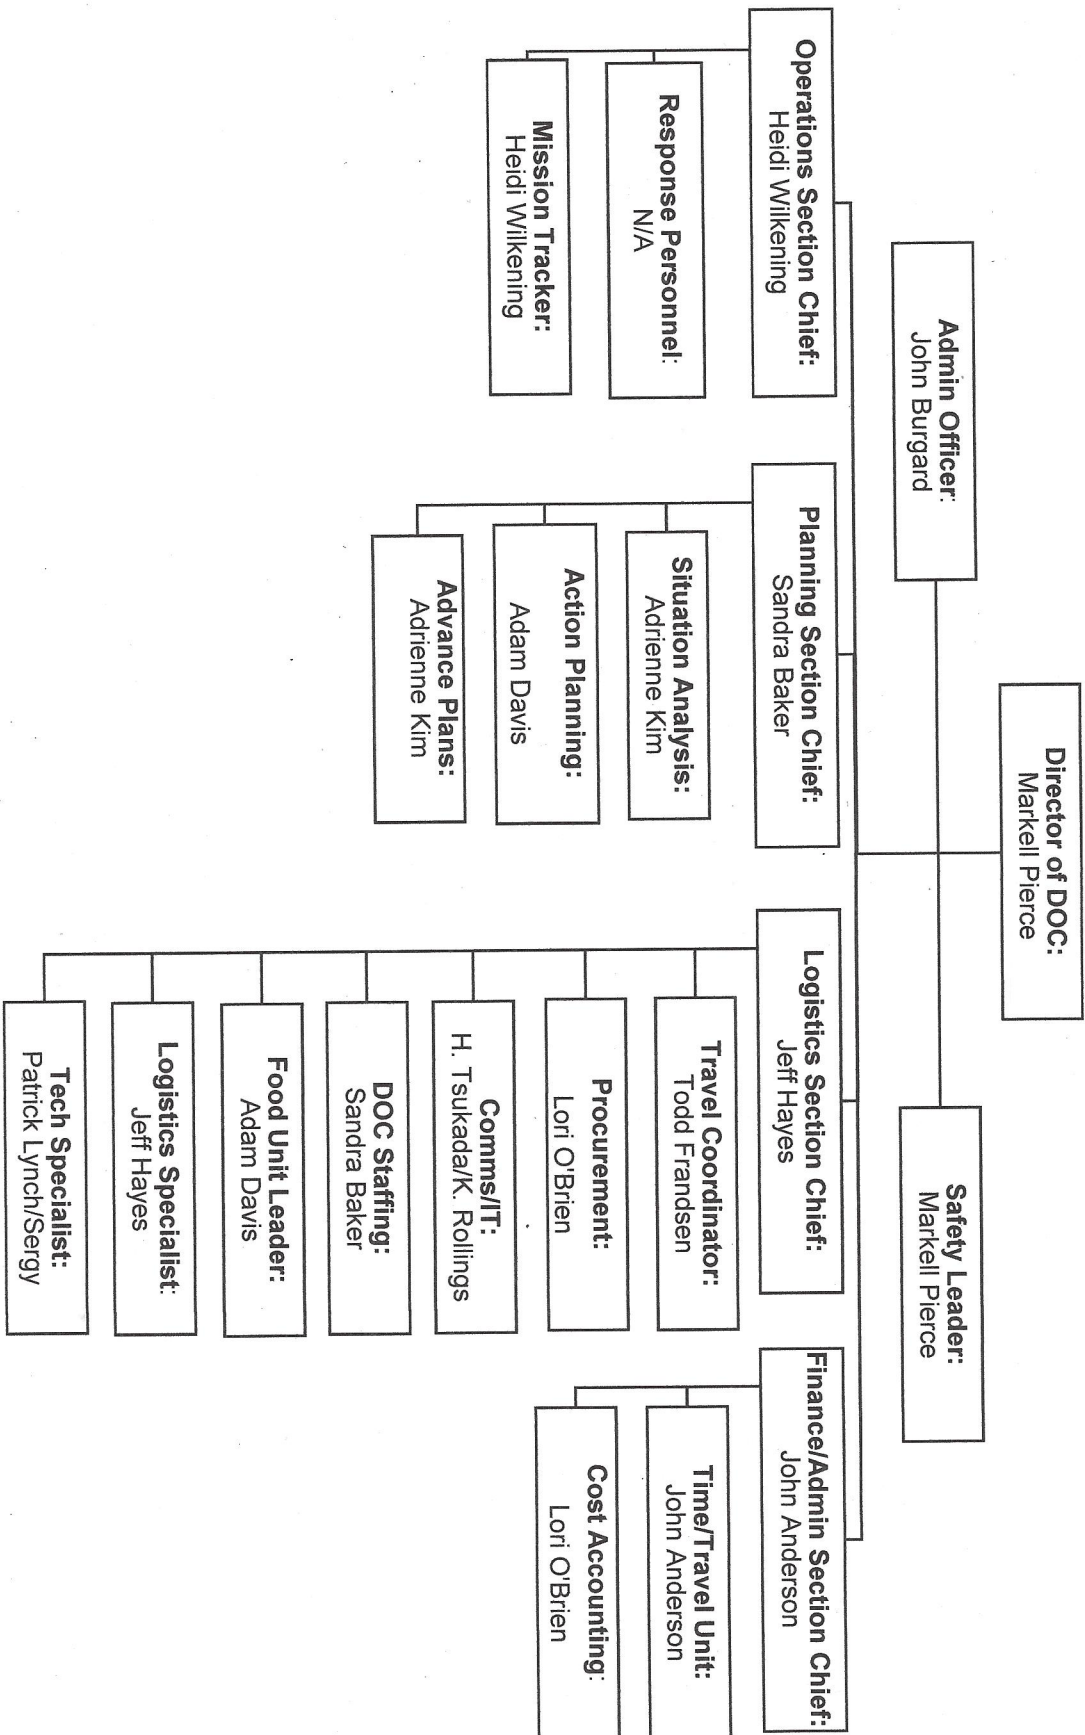 Director of DOC:
Markell Pierce
Admin Officer:
John Burgard
Safety Leader:
Markell Pierce
Operations Section Chief:
Heidi Wilkening
Response Personnel:
N/A
Mission Tracker:
Heidi Wilkening
Planning Section Chief:
Sandra Baker
Situation Analysis:
Adrienne Kim
Action Planning:
Adam Davis
Advance Plans:
Adrienne Kim
Logistics Section Chief:
Jeff Hayes
Travel Coordinator:
Todd Frandsen
Procurement:
Lori O'Brien
Comms/IT:
H. Tsukada/K. Rollings
DOC Staffing:
Sandra Baker
Food Unit Leader:
Adam Davis
Logistics Specialist:
Jeff Hayes
Tech Specialist:
Patrick Lynch/Sergy
Finance/Admin Section Chief:
John Anderson
Time/Travel Unit:
John Anderson
Cost Accounting:
Lori O'Brien